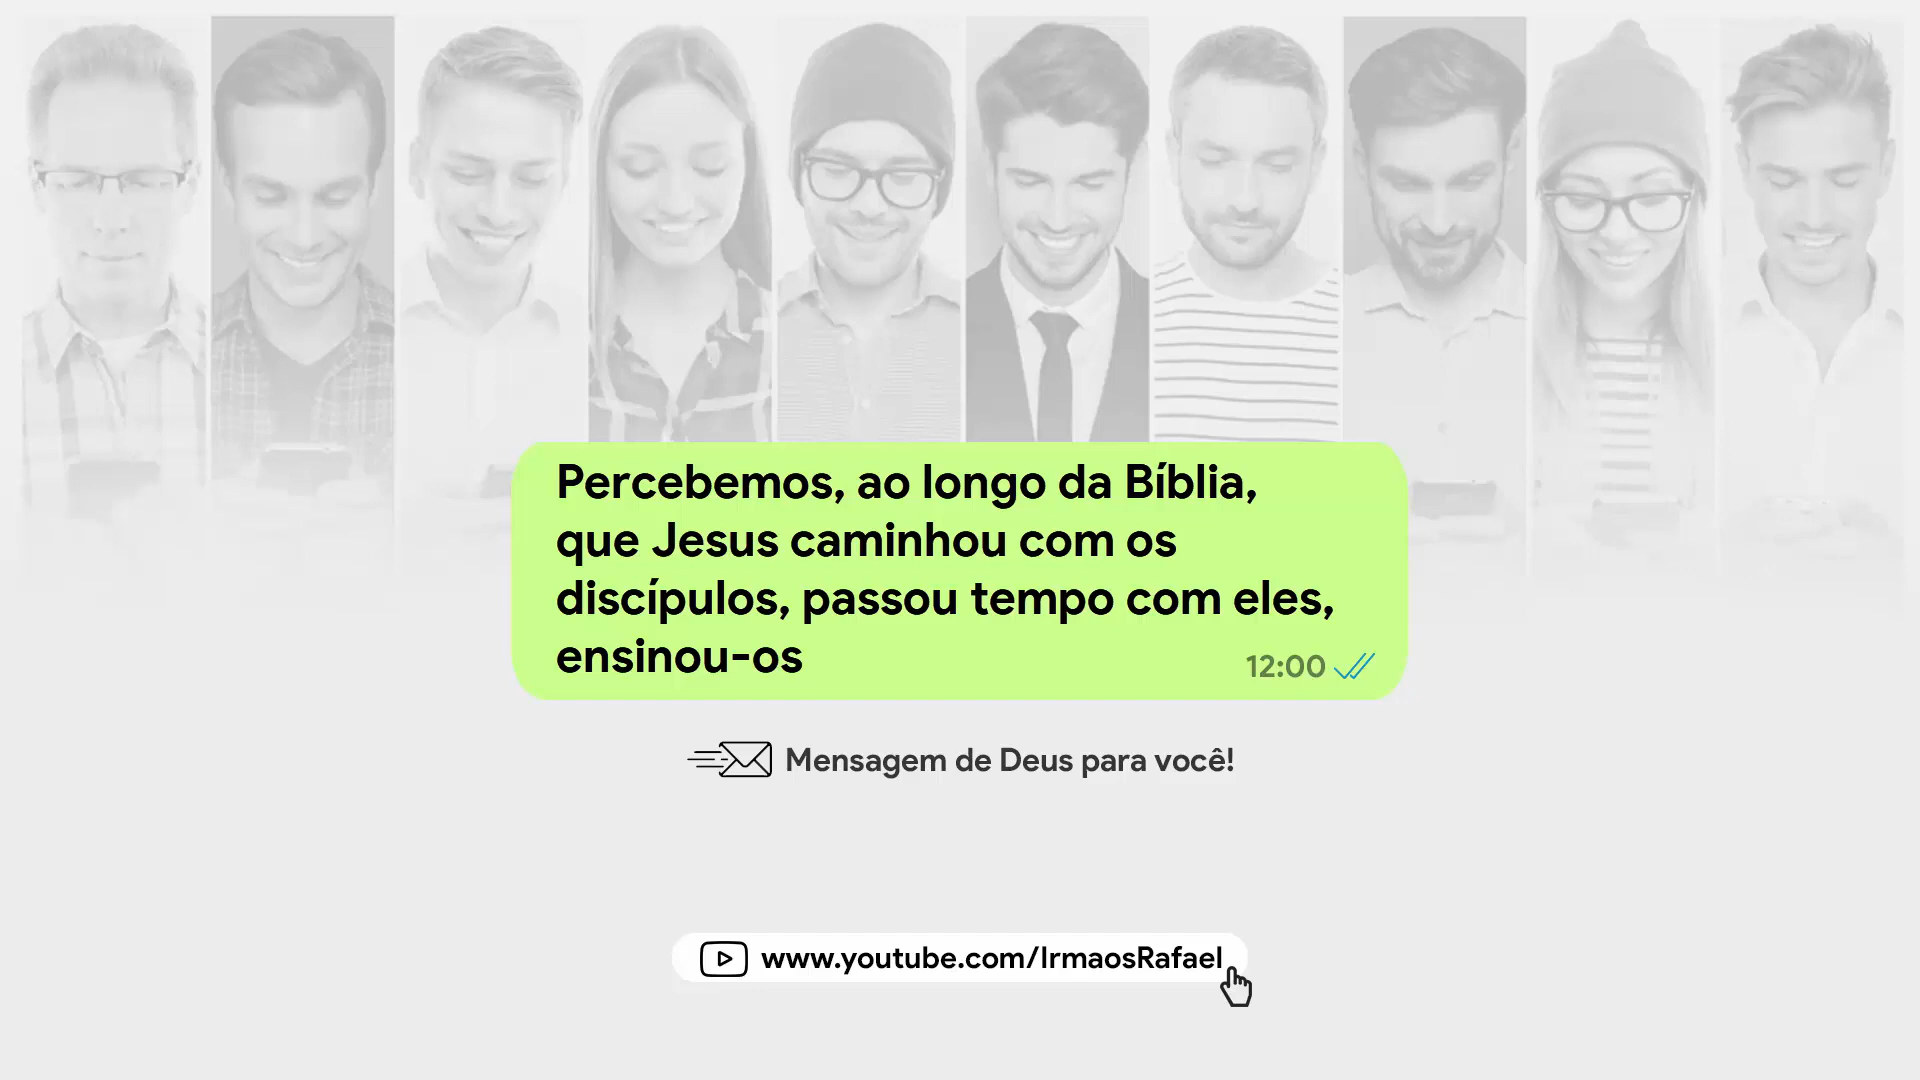 Percebemos, ao longo da Bíblia,
que Jesus caminhou com os
discípulos, passou tempo com eles,
ensinou-os
12:00
Mensagem de Deus para você!
www.youtube.com/IrmaosRafael